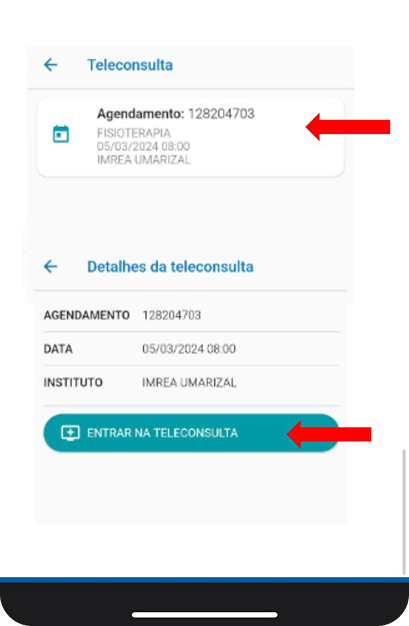 Teleconsulta
Agendamento: 128204703
FISIOTERAPIA
05/03/2024 08:00
IMREA UMARIZAL
Detalhes da teleconsulta
AGENDAMENTO 128204703
DATA 05/03/2024 08:00
INSTITUTO IMREA UMARIZAL
ENTRAR NA TELECONSULTA